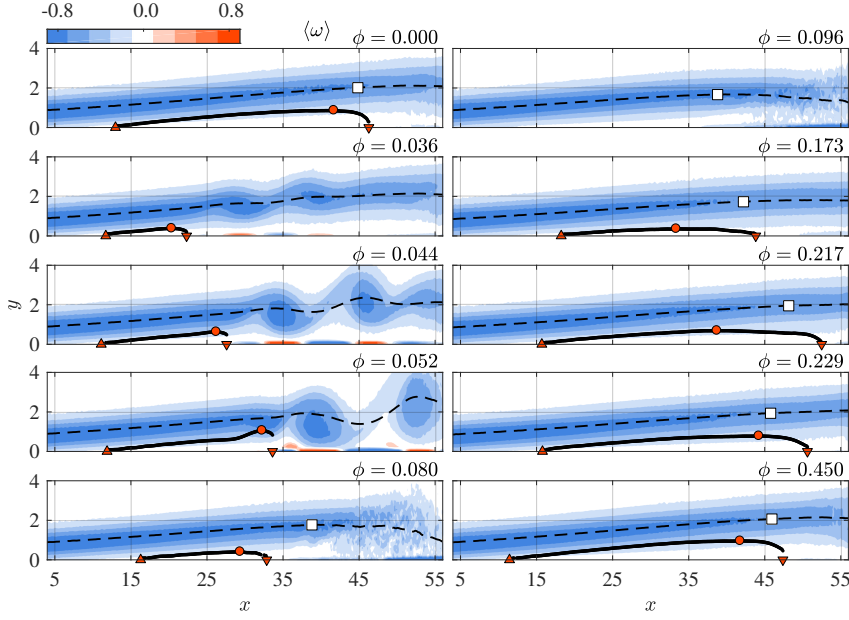 -0.8 0.0 0.8 ⟨ω⟩
ϕ = 0.000 ϕ = 0.096
4
2
0
ϕ = 0.036 ϕ = 0.173
4
2
0
ϕ = 0.044 ϕ = 0.217
4
2
0
y
ϕ = 0.052 ϕ = 0.229
4
2
0
ϕ = 0.080 ϕ = 0.450
4
2
0
5 15 25 35 45 55 5 15 25 35 45 55
x x